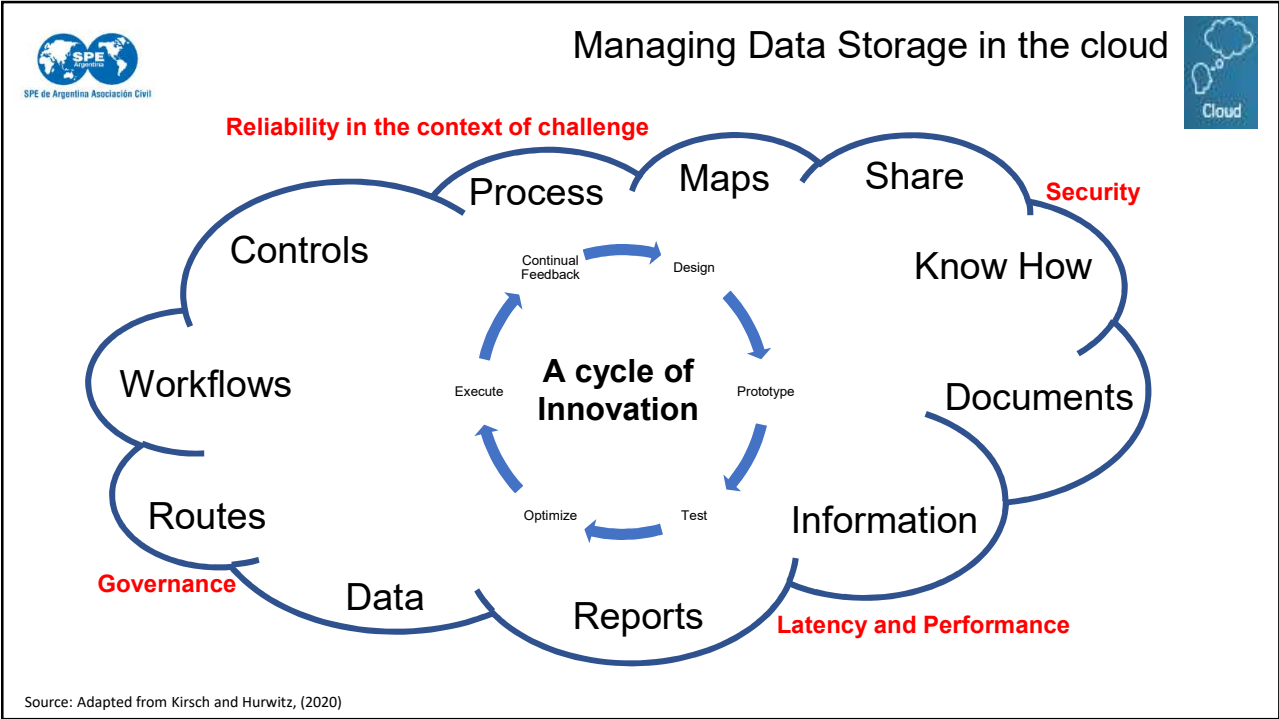 Managing Data Storage in the cloud
SPE
Argentina
SPE de Argentina Asociación Civil
Cloud
Reliability in the context of challenge
Process
Maps
Share
Security
Controls
Know How
Continual
Feedback
Design
Workflows
Execute
A cycle of
Innovation
Prototype
Documents
Routes
Optimize
Test
Information
Governance
Data
Reports
Latency and Performance
Source: Adapted from Kirsch and Hurwitz, (2020)